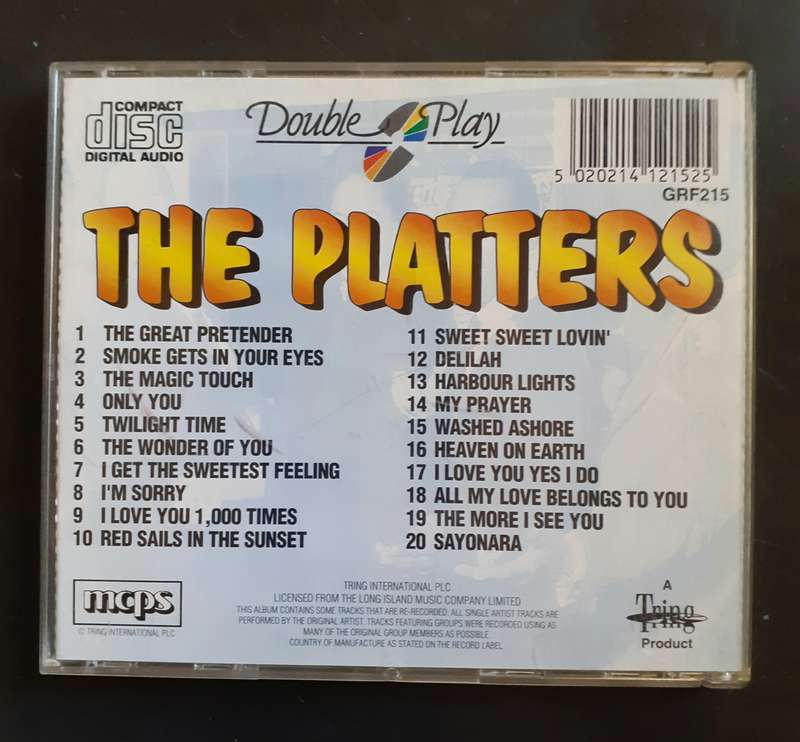 COMPACT
disc
DIGITAL AUDIO
Double Play
5 020214 121525
GRF215
THE PLATTERS
1 THE GREAT PRETENDER
2 SMOKE GETS IN YOUR EYES
3 THE MAGIC TOUCH
4 ONLY YOU
5 TWILIGHT TIME
6 THE WONDER OF YOU
7 I GET THE SWEETEST FEELING
8 I'M SORRY
9 I LOVE YOU 1,000 TIMES
10 RED SAILS IN THE SUNSET
11 SWEET SWEET LOVIN'
12 DELILAH
13 HARBOUR LIGHTS
14 MY PRAYER
15 WASHED ASHORE
16 HEAVEN ON EARTH
17 I LOVE YOU YES I DO
18 ALL MY LOVE BELONGS TO YOU
19 THE MORE I SEE YOU
20 SAYONARA
mcps
© TRING INTERNATIONAL PLC
TRING INTERNATIONAL PLC
LICENSED FROM THE LONG ISLAND MUSIC COMPANY LIMITED
THIS ALBUM CONTAINS SOME TRACKS THAT ARE RE-RECORDED. ALL SINGLE ARTIST TRACKS ARE
PERFORMED BY THE ORIGINAL ARTIST. TRACKS FEATURING GROUPS WERE RECORDED USING AS
MANY OF THE ORIGINAL GROUP MEMBERS AS POSSIBLE.
COUNTRY OF MANUFACTURE AS STATED ON THE RECORD LABEL
A
Tring
Product